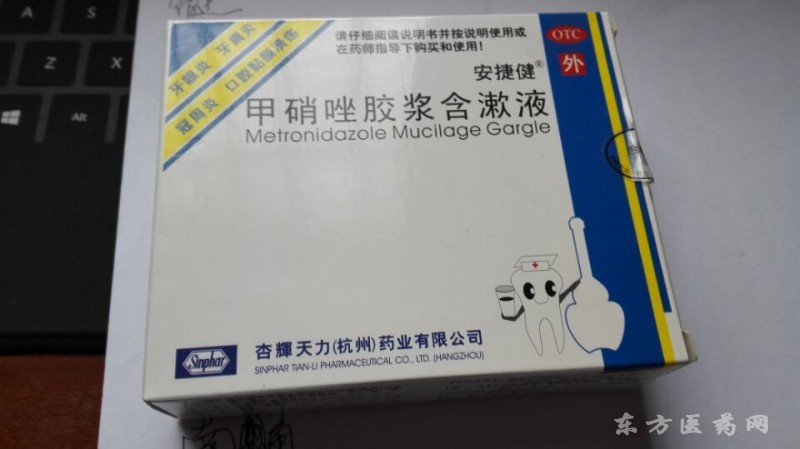 A
S
Alt
牙龈炎 牙周炎
冠周炎 口腔黏膜溃疡
请仔细阅读说明书并按说明使用或
在药师指导下购买和使用!
OTC
外
安捷健®
甲硝唑胶浆含漱液
Metronidazole Mucilage Gargle
Sinphar
杏輝天力(杭州)药业有限公司
SINPHAR TIAN-LI PHARMACEUTICAL CO., LTD. (HANGZHOU)
东方医药网